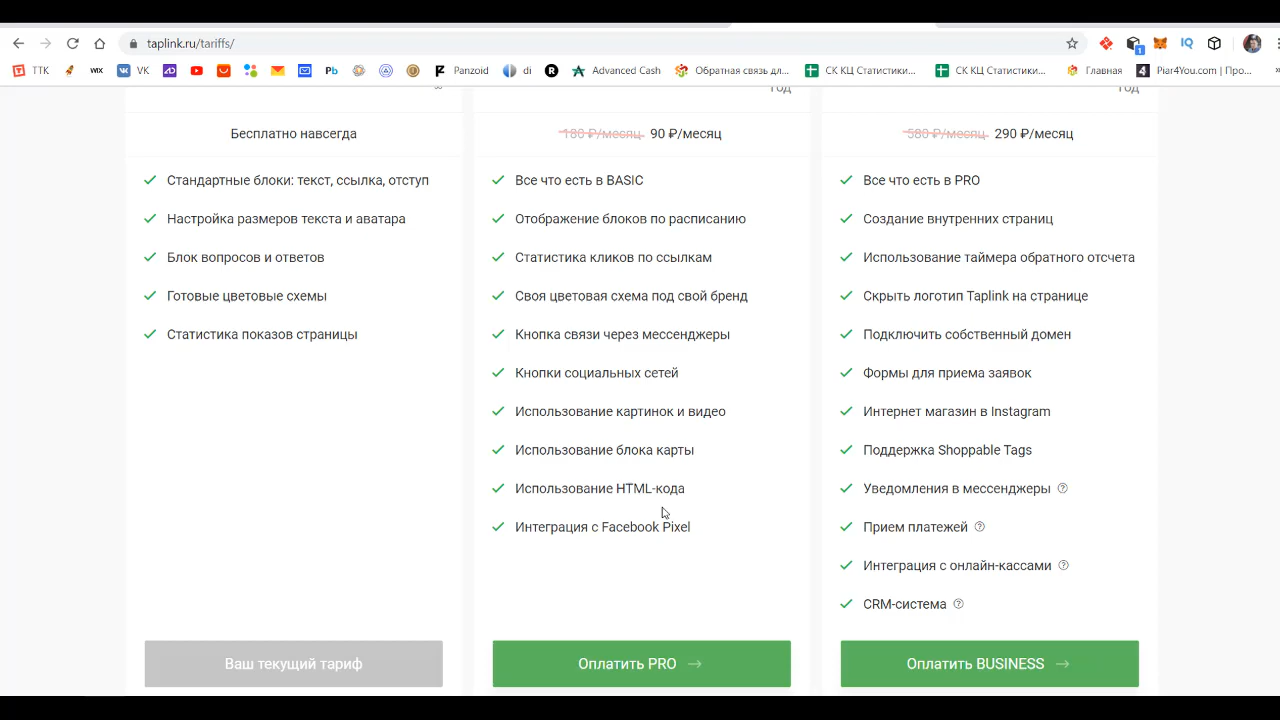 taplink.ru/tariffs/
TTK
WIX
VK
Pb
Panzoid
di
Advanced Cash
Обратная связь дл...
СК КЦ Статистики...
СК КЦ Статистики...
Главная
Piar4You.com | Про...
год
год
Бесплатно навсегда
180 ₽/месяц 90 ₽/месяц
580 ₽/месяц 290 ₽/месяц
Стандартные блоки: текст, ссылка, отступ
Настройка размеров текста и аватара
Блок вопросов и ответов
Готовые цветовые схемы
Статистика показов страницы
Ваш текущий тариф
Все что есть в BASIC
Отображение блоков по расписанию
Статистика кликов по ссылкам
Своя цветовая схема под свой бренд
Кнопка связи через мессенджеры
Кнопки социальных сетей
Использование картинок и видео
Использование блока карты
Использование HTML-кода
Интеграция с Facebook Pixel
Оплатить PRO
Все что есть в PRO
Создание внутренних страниц
Использование таймера обратного отсчета
Скрыть логотип Taplink на странице
Подключить собственный домен
Формы для приема заявок
Интернет магазин в Instagram
Поддержка Shoppable Tags
Уведомления в мессенджеры
Прием платежей
Интеграция с онлайн-кассами
CRM-система
Оплатить BUSINESS